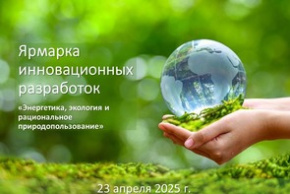 Ярмарка
инновационных
разработок
«Энергетика, экология и
рациональное
природопользование»
23 апреля 2025 г.